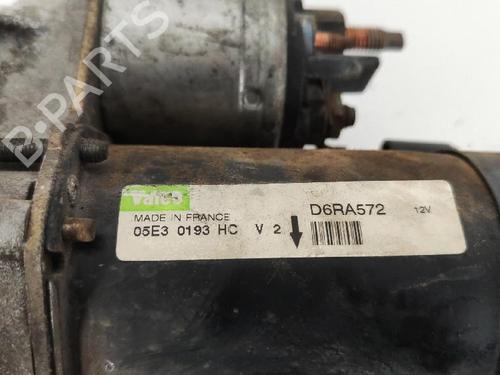 B-PARTS
Valeo
MADE IN FRANCE
05E3 0193 HC V 2
D6RA572
12V